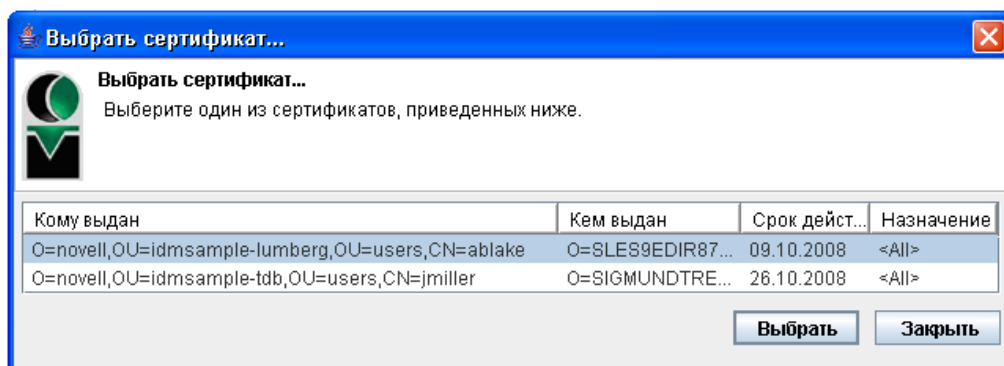 Выбрать сертификат...
Выбрать сертификат...
Выберите один из сертификатов, приведенных ниже.
Кому выдан Кем выдан Срок дейст... Назначение
O=novell,OU=idmsample-lumberg,OU=users,CN=ablake O=SLES9EDIR87... 09.10.2008 <All>
O=novell,OU=idmsample-tdb,OU=users,CN=jmiller O=SIGMUNDTRE... 26.10.2008 <All>
Выбрать Закрыть